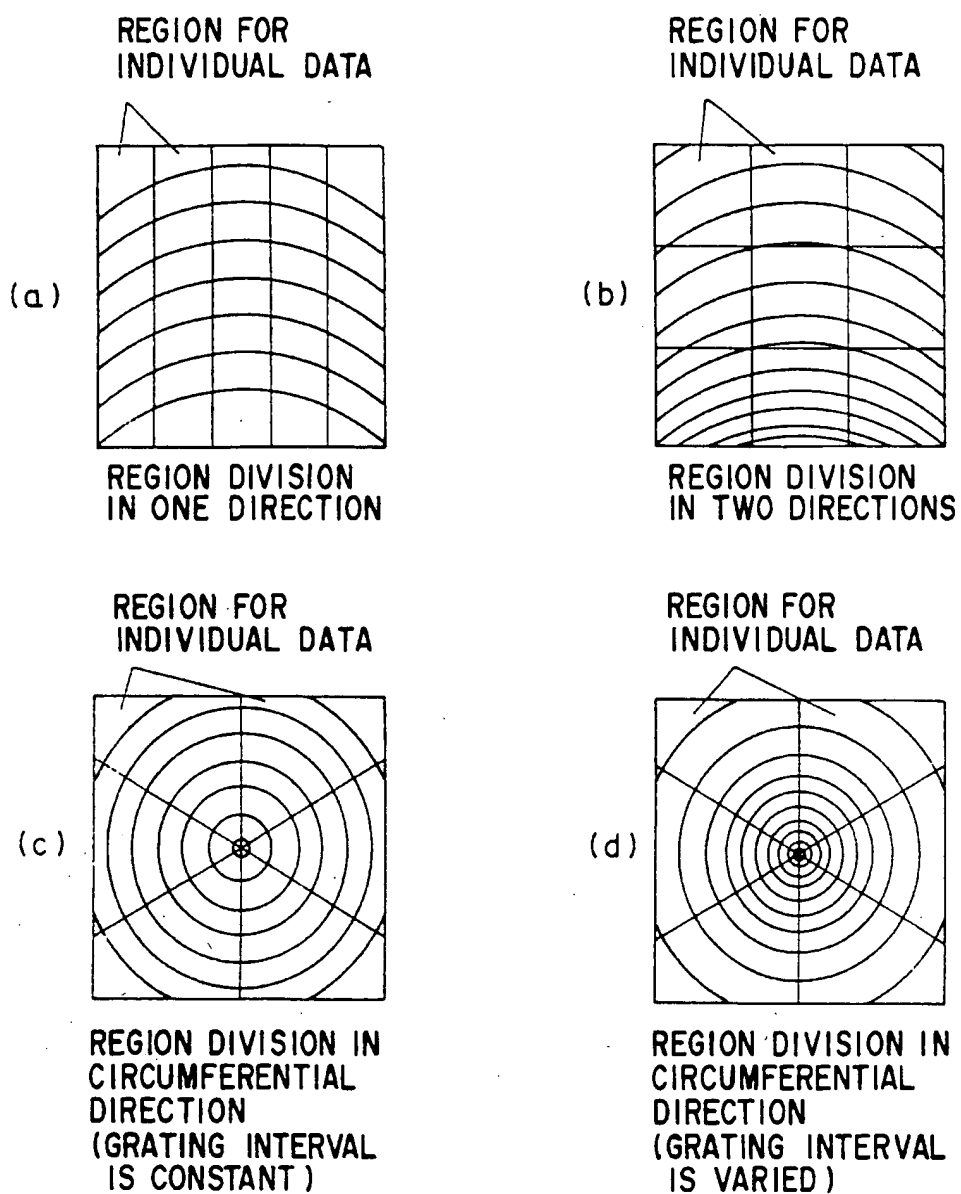 REGION FOR
INDIVIDUAL DATA
(a)
REGION DIVISION
IN ONE DIRECTION
REGION FOR
INDIVIDUAL DATA
(b)
REGION DIVISION
IN TWO DIRECTIONS
REGION FOR
INDIVIDUAL DATA
(c)
REGION DIVISION IN
CIRCUMFERENTIAL
DIRECTION
(GRATING INTERVAL
IS CONSTANT)
REGION FOR
INDIVIDUAL DATA
(d)
REGION DIVISION IN
CIRCUMFERENTIAL
DIRECTION
(GRATING INTERVAL
IS VARIED)